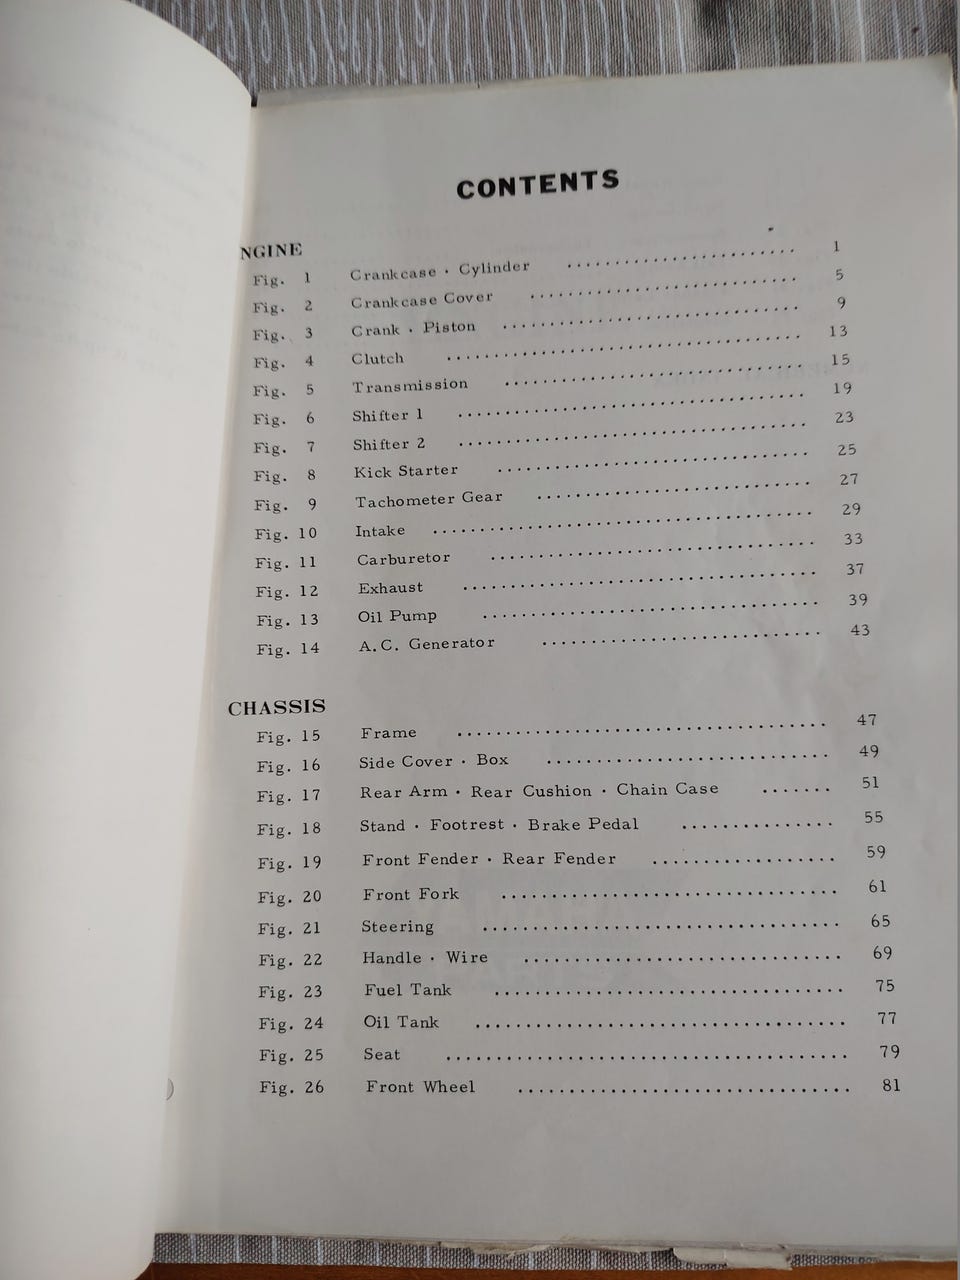 CONTENTS
NGINE
Fig. 1 Crankcase · Cylinder ........................ 1
Fig. 2 Crankcase Cover ............................ 5
Fig. 3 Crank · Piston .............................. 9
Fig. 4 Clutch .................................... 13
Fig. 5 Transmission .............................. 15
Fig. 6 Shifter 1 .................................. 19
Fig. 7 Shifter 2 .................................. 23
Fig. 8 Kick Starter .............................. 25
Fig. 9 Tachometer Gear .......................... 27
Fig. 10 Intake .................................... 29
Fig. 11 Carburetor ................................ 33
Fig. 12 Exhaust .................................. 37
Fig. 13 Oil Pump ................................ 39
Fig. 14 A.C. Generator .......................... 43
CHASSIS
Fig. 15 Frame .................................... 47
Fig. 16 Side Cover · Box .......................... 49
Fig. 17 Rear Arm · Rear Cushion · Chain Case ....... 51
Fig. 18 Stand · Footrest · Brake Pedal ............... 55
Fig. 19 Front Fender · Rear Fender ................. 59
Fig. 20 Front Fork ................................ 61
Fig. 21 Steering .................................. 65
Fig. 22 Handle · Wire ............................ 69
Fig. 23 Fuel Tank ................................ 75
Fig. 24 Oil Tank .................................. 77
Fig. 25 Seat ...................................... 79
Fig. 26 Front Wheel .............................. 81